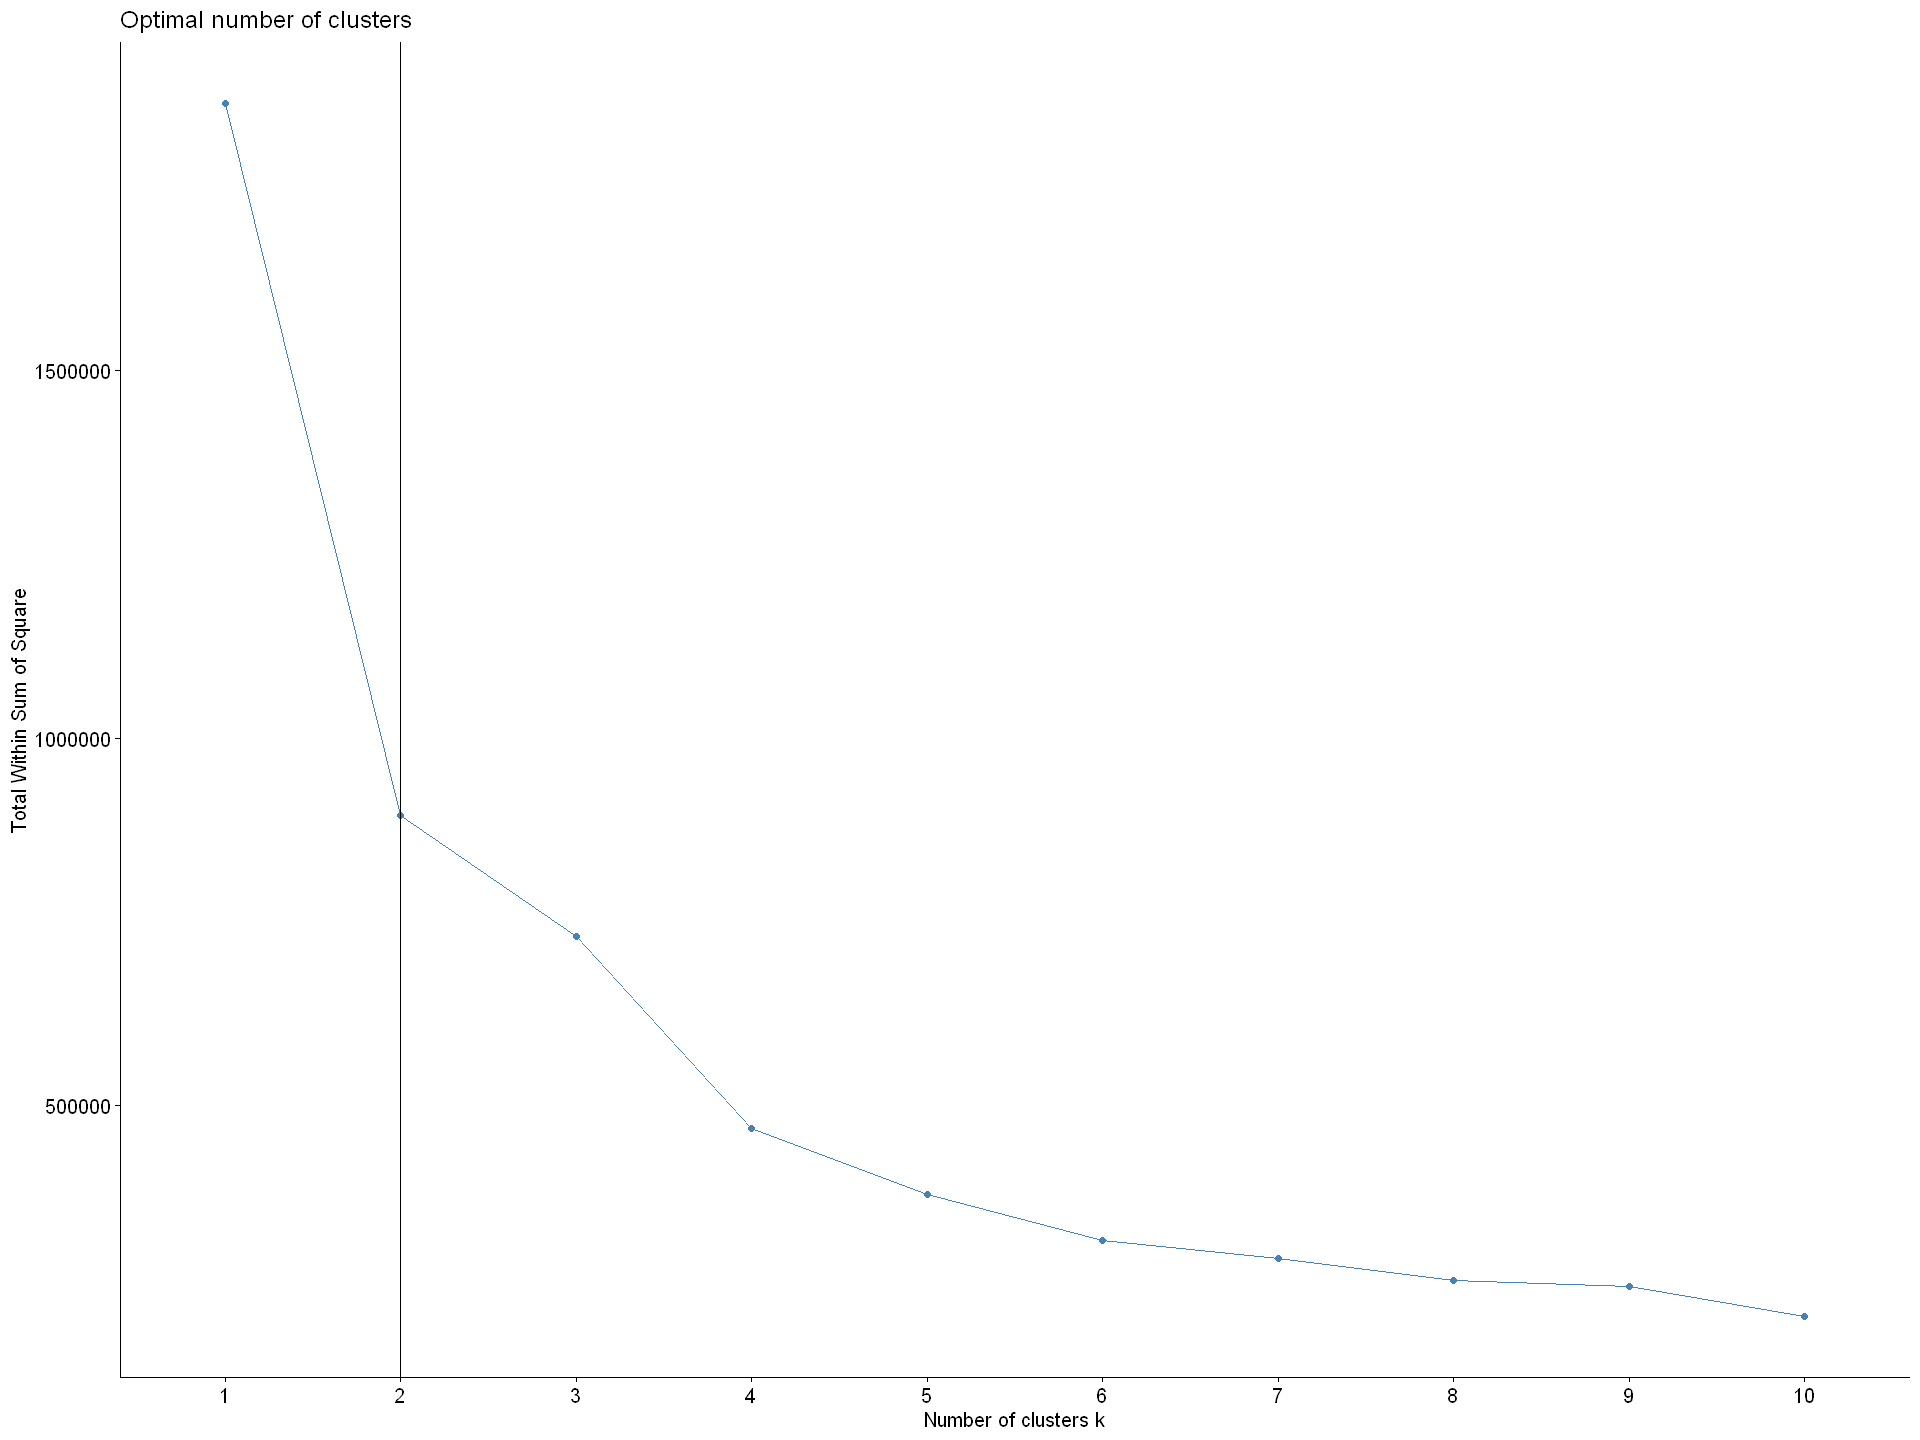 Optimal number of clusters
Total Within Sum of Square
1500000
1000000
500000
1 2 3 4 5 6 7 8 9 10
Number of clusters k